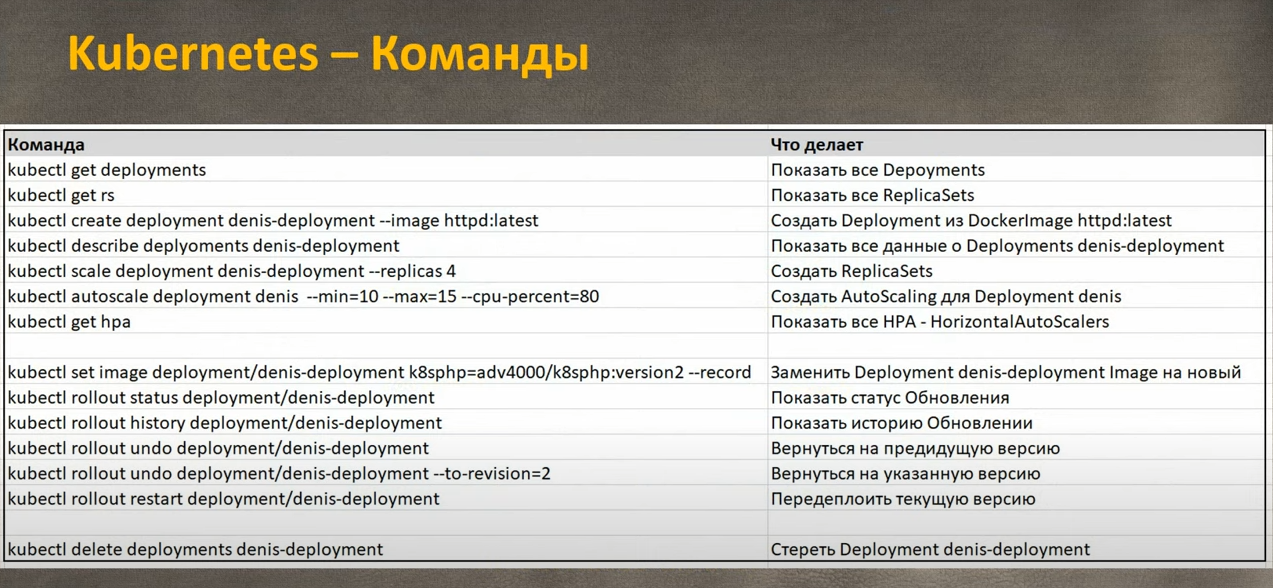 Kubernetes – Команды
Команда Что делает
kubectl get deployments Показать все Depoyments
kubectl get rs Показать все ReplicaSets
kubectl create deployment denis-deployment --image httpd:latest Создать Deployment из DockerImage httpd:latest
kubectl describe deplyoments denis-deployment Показать все данные о Deployments denis-deployment
kubectl scale deployment denis-deployment --replicas 4 Создать ReplicaSets
kubectl autoscale deployment denis  --min=10 --max=15 --cpu-percent=80 Создать AutoScaling для Deployment denis
kubectl get hpa Показать все HPA - HorizontalAutoScalers
kubectl set image deployment/denis-deployment k8sphp=adv4000/k8sphp:version2 --record Заменить Deployment denis-deployment Image на новый
kubectl rollout status deployment/denis-deployment Показать статус Обновления
kubectl rollout history deployment/denis-deployment Показать историю Обновлении
kubectl rollout undo deployment/denis-deployment Вернуться на предидущую версию
kubectl rollout undo deployment/denis-deployment --to-revision=2 Вернуться на указанную версию
kubectl rollout restart deployment/denis-deployment Передеплоить текущую версию
kubectl delete deployments denis-deployment Стереть Deployment denis-deployment